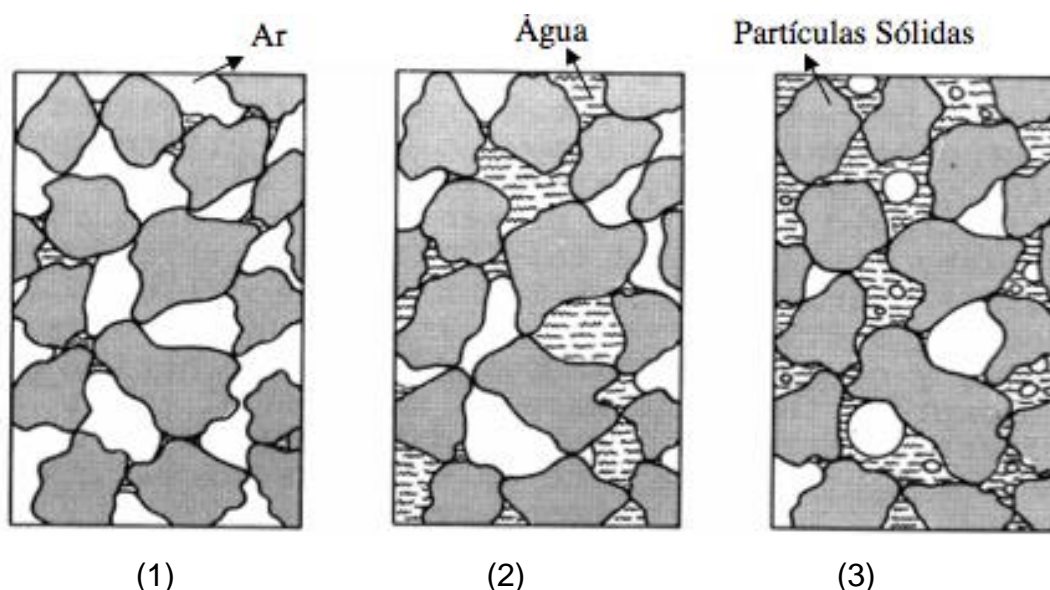 Ar
Água
Partículas Sólidas
(1)
(2)
(3)